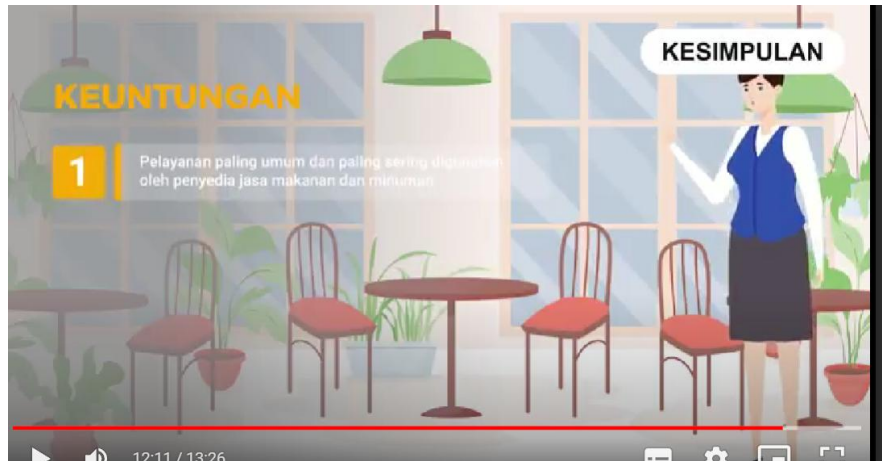 KESIMPULAN
KEUNTUNGAN
1
Pelayanan paling umum dan paling sering digunakan
oleh penyedia jasa makanan dan minuman
12:11 / 13:26